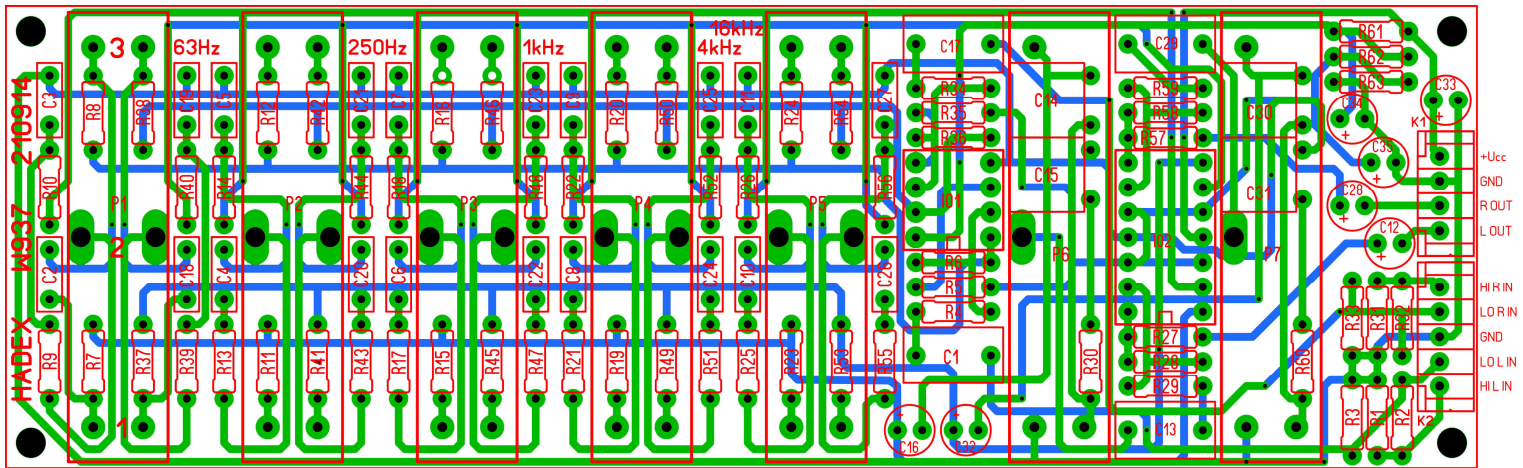 3 63Hz 250Hz 1kHz 4kHz 16kHz
C17 C29 R61
R62
R63
C33
C3 R8 R38 C19 C5 R12 R42 C21 C7 R16 R46 C23 C9 R20 R50 C25 C11 R24 R54 C27
R34 C14 R59 C30 C34
R35 R58
R36 R57 K1
C35
+Ucc
GND
R10 R40 R14 R44 R18 R48 R22 R52 R26 R56
C15 C31 C28
R OUT
P1 P2 P3 P4 P5 IO1
L OUT
2 P6 IO2 P7 C12
C2 C18 C4 C20 C6 C22 C8 C24 C10 C26
R6
R5
R4
HI R IN
LO R IN
R33 R31 R32
GND
R9 R7 R37 R39 R13 R11 R41 R43 R17 R15 R45 R47 R21 R19 R49 R51 R25 R23 R55
C1 R30 R27 R60
R28
R29
LO L IN
HI L IN
K2
1 C16 C32 C13 R3 R1 R2
HADEX W937 210914